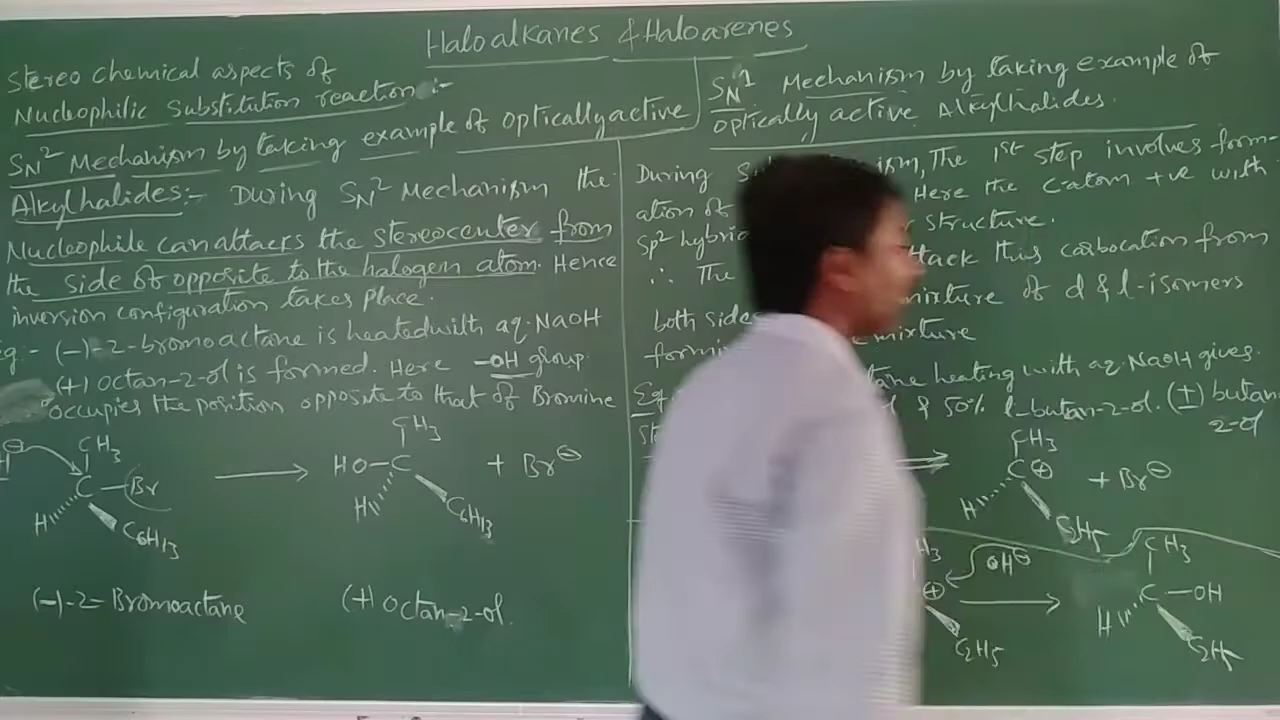 Haloalkanes & Haloarenes
Stereo chemical aspects of
Nucleophilic Substitution reaction :-
SN² Mechanism by taking example of optically active
Alkylhalides:- During SN² Mechanism the
Nucleophile can attacks the stereocenter from
the side of opposite to the halogen atom. Hence
inversion configuration takes place.
eg:- (-)-2-bromooctane is heated with aq. NaOH
(+) octan-2-ol is formed. Here -OH group
occupies the position opposite to that of Bromine
CH3
C-Br
H
C6H13
CH3
HO-C
H
C6H13
+ Br⊖
(-)-2-Bromoactane
(+) octan-2-ol.
SN1 Mechanism by taking example of
optically active Alkylhalides.
During The 1st step involves form-
ation of Here the C-atom +ve with
sp² structure.
∴ The this carbocation from
both sides mixture of d & l-isomers
mixture
Eg heating with aq. NaOH gives.
& 50% l-butan-2-ol. (±) butan
2-ol
CH3
C⊕
H
C2H5
+ Br⊖
H3
⊕
OH⊖
C2H5
CH3
C-OH
H
C2H5